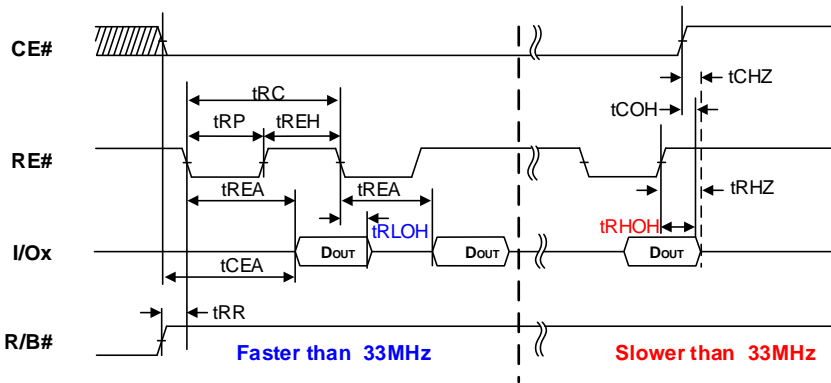 CE#
tCHZ
tRC
tCOH
tRP
tREH
RE#
tREA
tREA
tRHZ
tRLOH
tRHOH
I/Ox
DOUT
DOUT
DOUT
tCEA
tRR
R/B#
Faster than 33MHz
Slower than 33MHz